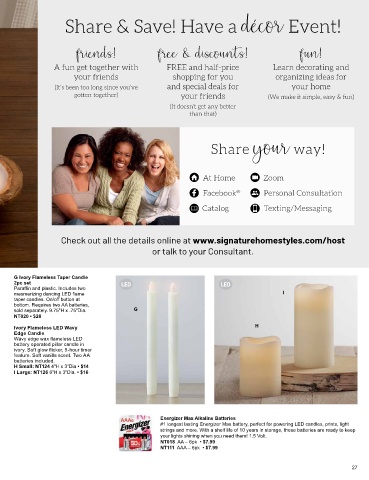 Share & Save! Have a décor Event!
friends!
A fun get together with
your friends
(It's been too long since you've
gotten together)
free & discounts!
FREE and half-price
shopping for you
and special deals for
your friends
(It doesn't get any better
than that)
fun!
Learn decorating and
organizing ideas for
your home
(We make it simple, easy & fun)
Share your way!
At Home
Zoom
Facebook®
Personal Consultation
Catalog
Texting/Messaging
Check out all the details online at www.signaturehomestyles.com/host
or talk to your Consultant.
G Ivory Flameless Taper Candle
2pc set
Paraffin and plastic. Includes two
mesmerizing dancing LED flame
taper candles. On/off button at
bottom. Requires two AA batteries,
sold separately. 9.75"H x .75"Dia.
NT020 • $28
Ivory Flameless LED Wavy
Edge Candle
Wavy edge wax flameless LED
battery operated pillar candle in
ivory. Soft glow flicker, 5-hour timer
feature. Soft vanilla scent. Two AA
batteries included.
H Small: NT124 4"H x 3"Dia • $14
I Large: NT126 6"H x 3"Dia. • $16
LED
G
LED
I
H
Energizer
Energizer Max Alkaline Batteries
#1 longest lasting Energizer Max battery, perfect for powering LED candles, prints, light
strings and more. With a shelf life of 10 years in storage, these batteries are ready to keep
your lights shining when you need them! 1.5 Volt.
NT015 AA – 6pk • $7.99
NT111 AAA – 6pk • $7.99
27